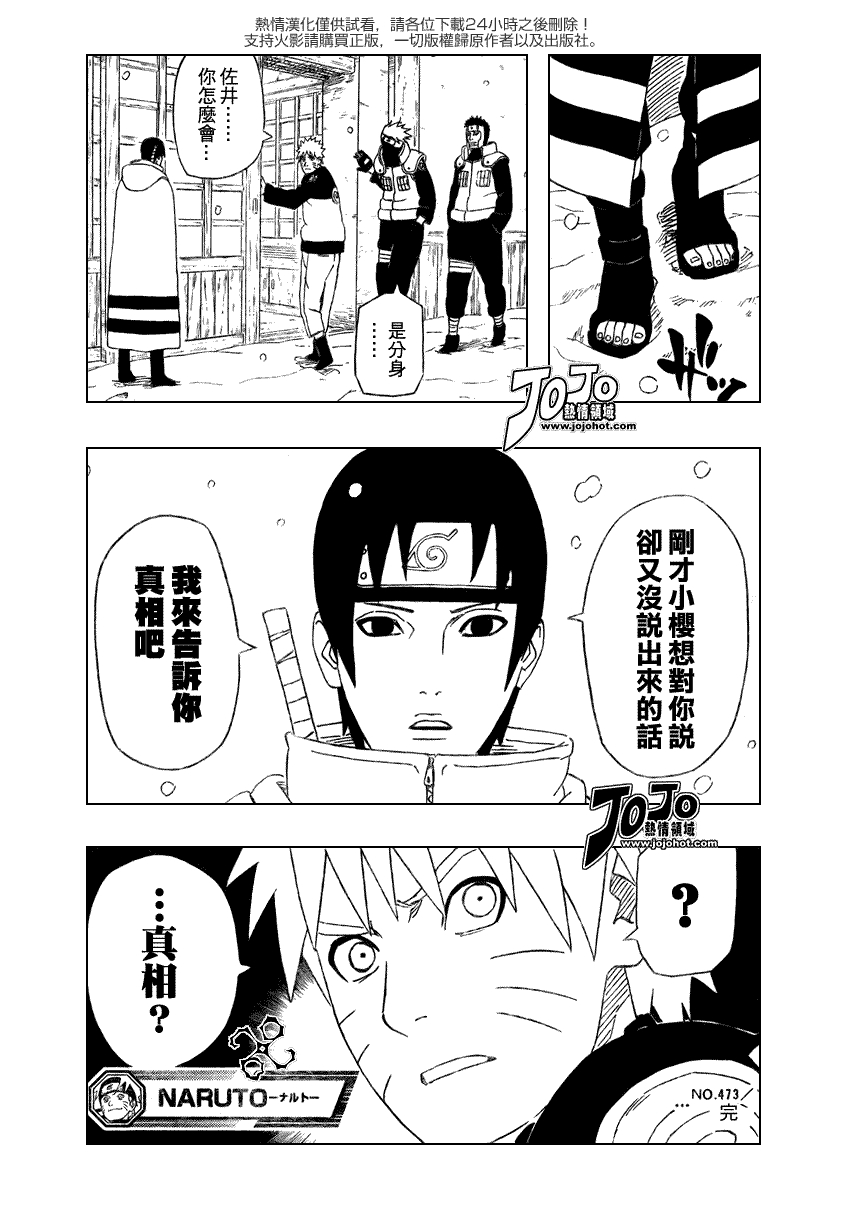 熱情漢化僅供試看，請各位下載24小時之後刪除！
支持火影請購買正版，一切版權歸原作者以及出版社。
ザッ
佐井……
你怎麼會…
是分身
……
JOJO
熱情領域
www.jojohot.com
剛才小櫻想對你說
卻又沒說出來的話
我來告訴你
真相吧
JOJO
熱情領域
www.jojohot.com
？
…真相？
NARUTO－ナルト－
NO.473／
…
完